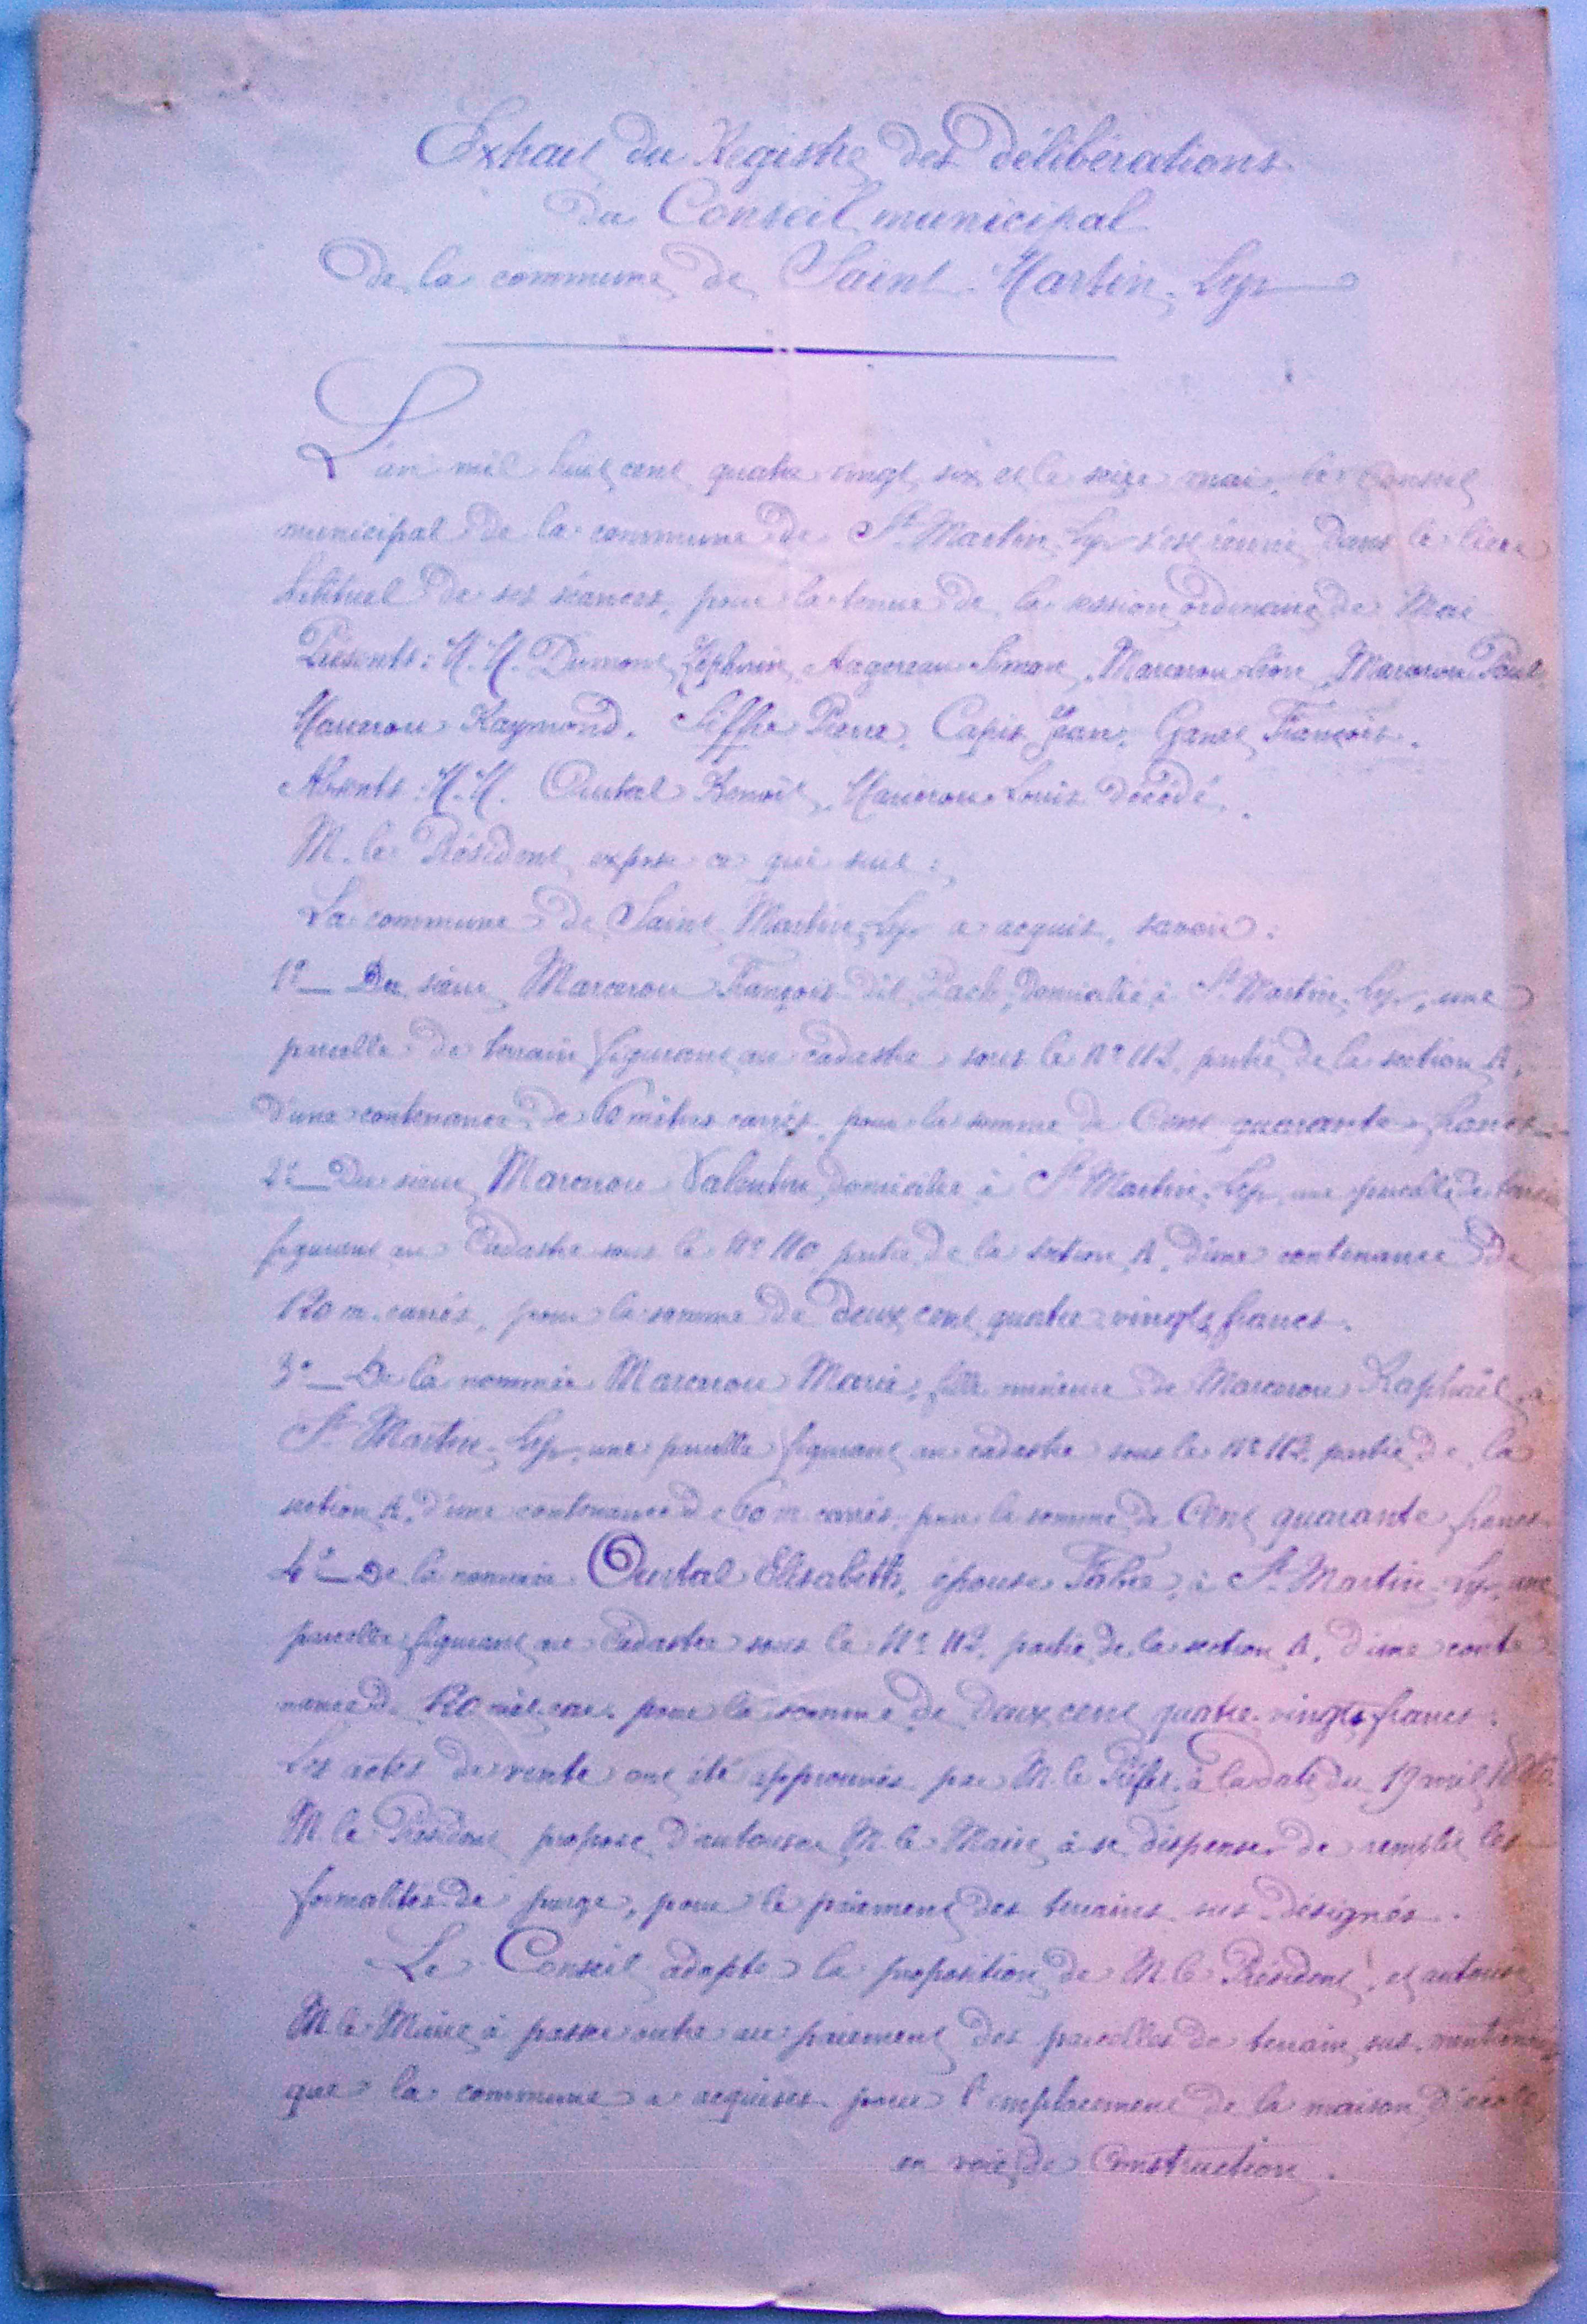 Extrait du Registre des délibérations
du Conseil municipal
de la commune de Saint-Martin-Lys
L'an mil huit cent quatre vingt six et le seize mai, le Conseil
municipal de la commune de St Martin-Lys s'est réuni dans le lieu
habituel de ses séances, pour la tenue de la session ordinaire de Mai
Présents: M.M. Dumont Zéphirin, Augereau Simon, Marcerou Léon, Marcerou Paul
Marcerou Raymond, Siffre Pierre, Capis Jean, François.
Absents: M.M. Oustal Benoît, Marcerou Louis décédé.
M. le Président expose ce qui suit:
La commune de Saint Martin-Lys a acquis, savoir:
1° Du sieur Marcerou François dit domicilié à St Martin-Lys, une
parcelle de terrain figurant au cadastre sous le N° 112 partie de la section A,
d'une contenance de 60 mètres carrés, pour la somme de Cent quarante francs
2° Du sieur Marcerou Valentin domicilié à St Martin-Lys, une parcelle de terrain
figurant au Cadastre sous le N° 110 partie de la section A, d'une contenance de
120 m. carrés, pour la somme de deux cent quatre vingts francs.
3° De la nommée Marcerou Marie, fille mineure de Marcerou Raphaël, à
St Martin-Lys, une parcelle figurant au cadastre sous le N° 112 partie de la
section A, d'une contenance de 60 m. carrés, pour la somme de Cent quarante francs
4° De la nommée Oustal Elisabeth, épouse Fabre, à St Martin-Lys, une
parcelle figurant au Cadastre sous le N° 112 partie de la section A, d'une conte-
nance de 120 mèt. car. pour la somme de Deux cent quatre-vingts francs.
Les actes de vente ont été approuvés par M. le Préfet à la date du 19 avril 1886.
M. le Président propose d'autoriser M. le Maire à se dispenser de remplir les
formalités de purge, pour le paiement des terrains sus-désignés.
Le Conseil adopte la proposition de M. le Président, et autorise
M. le Maire à passer outre au paiement des parcelles de terrain sus-mentionnées
que la commune a acquises pour l'emplacement de la maison d'école
en voie de Construction.